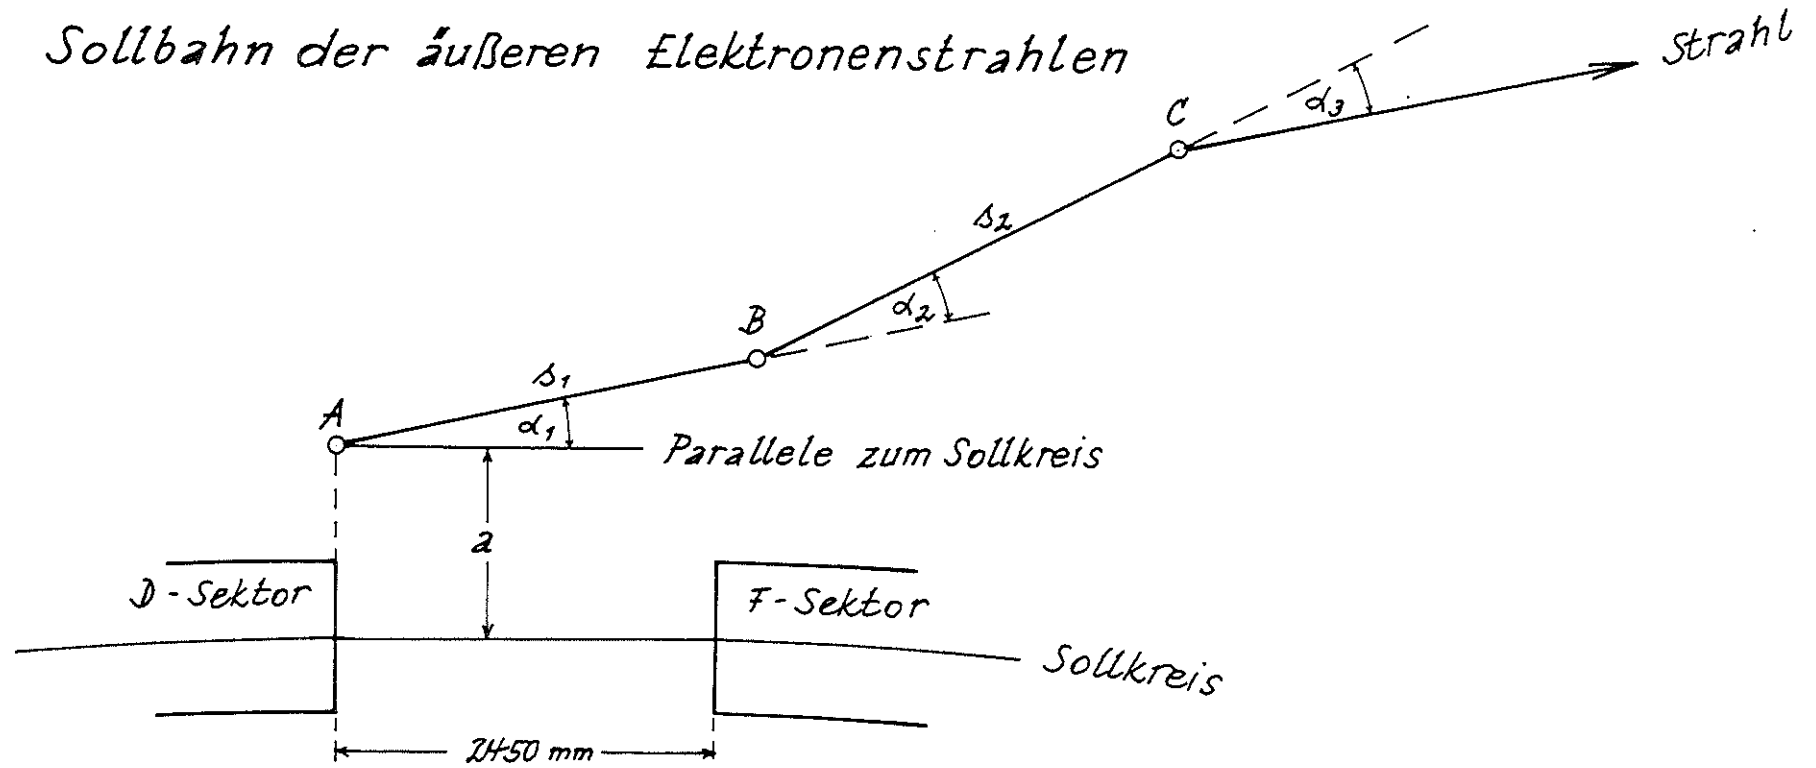 Sollbahn der äußeren Elektronenstrahlen
Strahl
α3
C
s2
α2
B
s1
A
α1
Parallele zum Sollkreis
a
D-Sektor
F-Sektor
Sollkreis
2450 mm